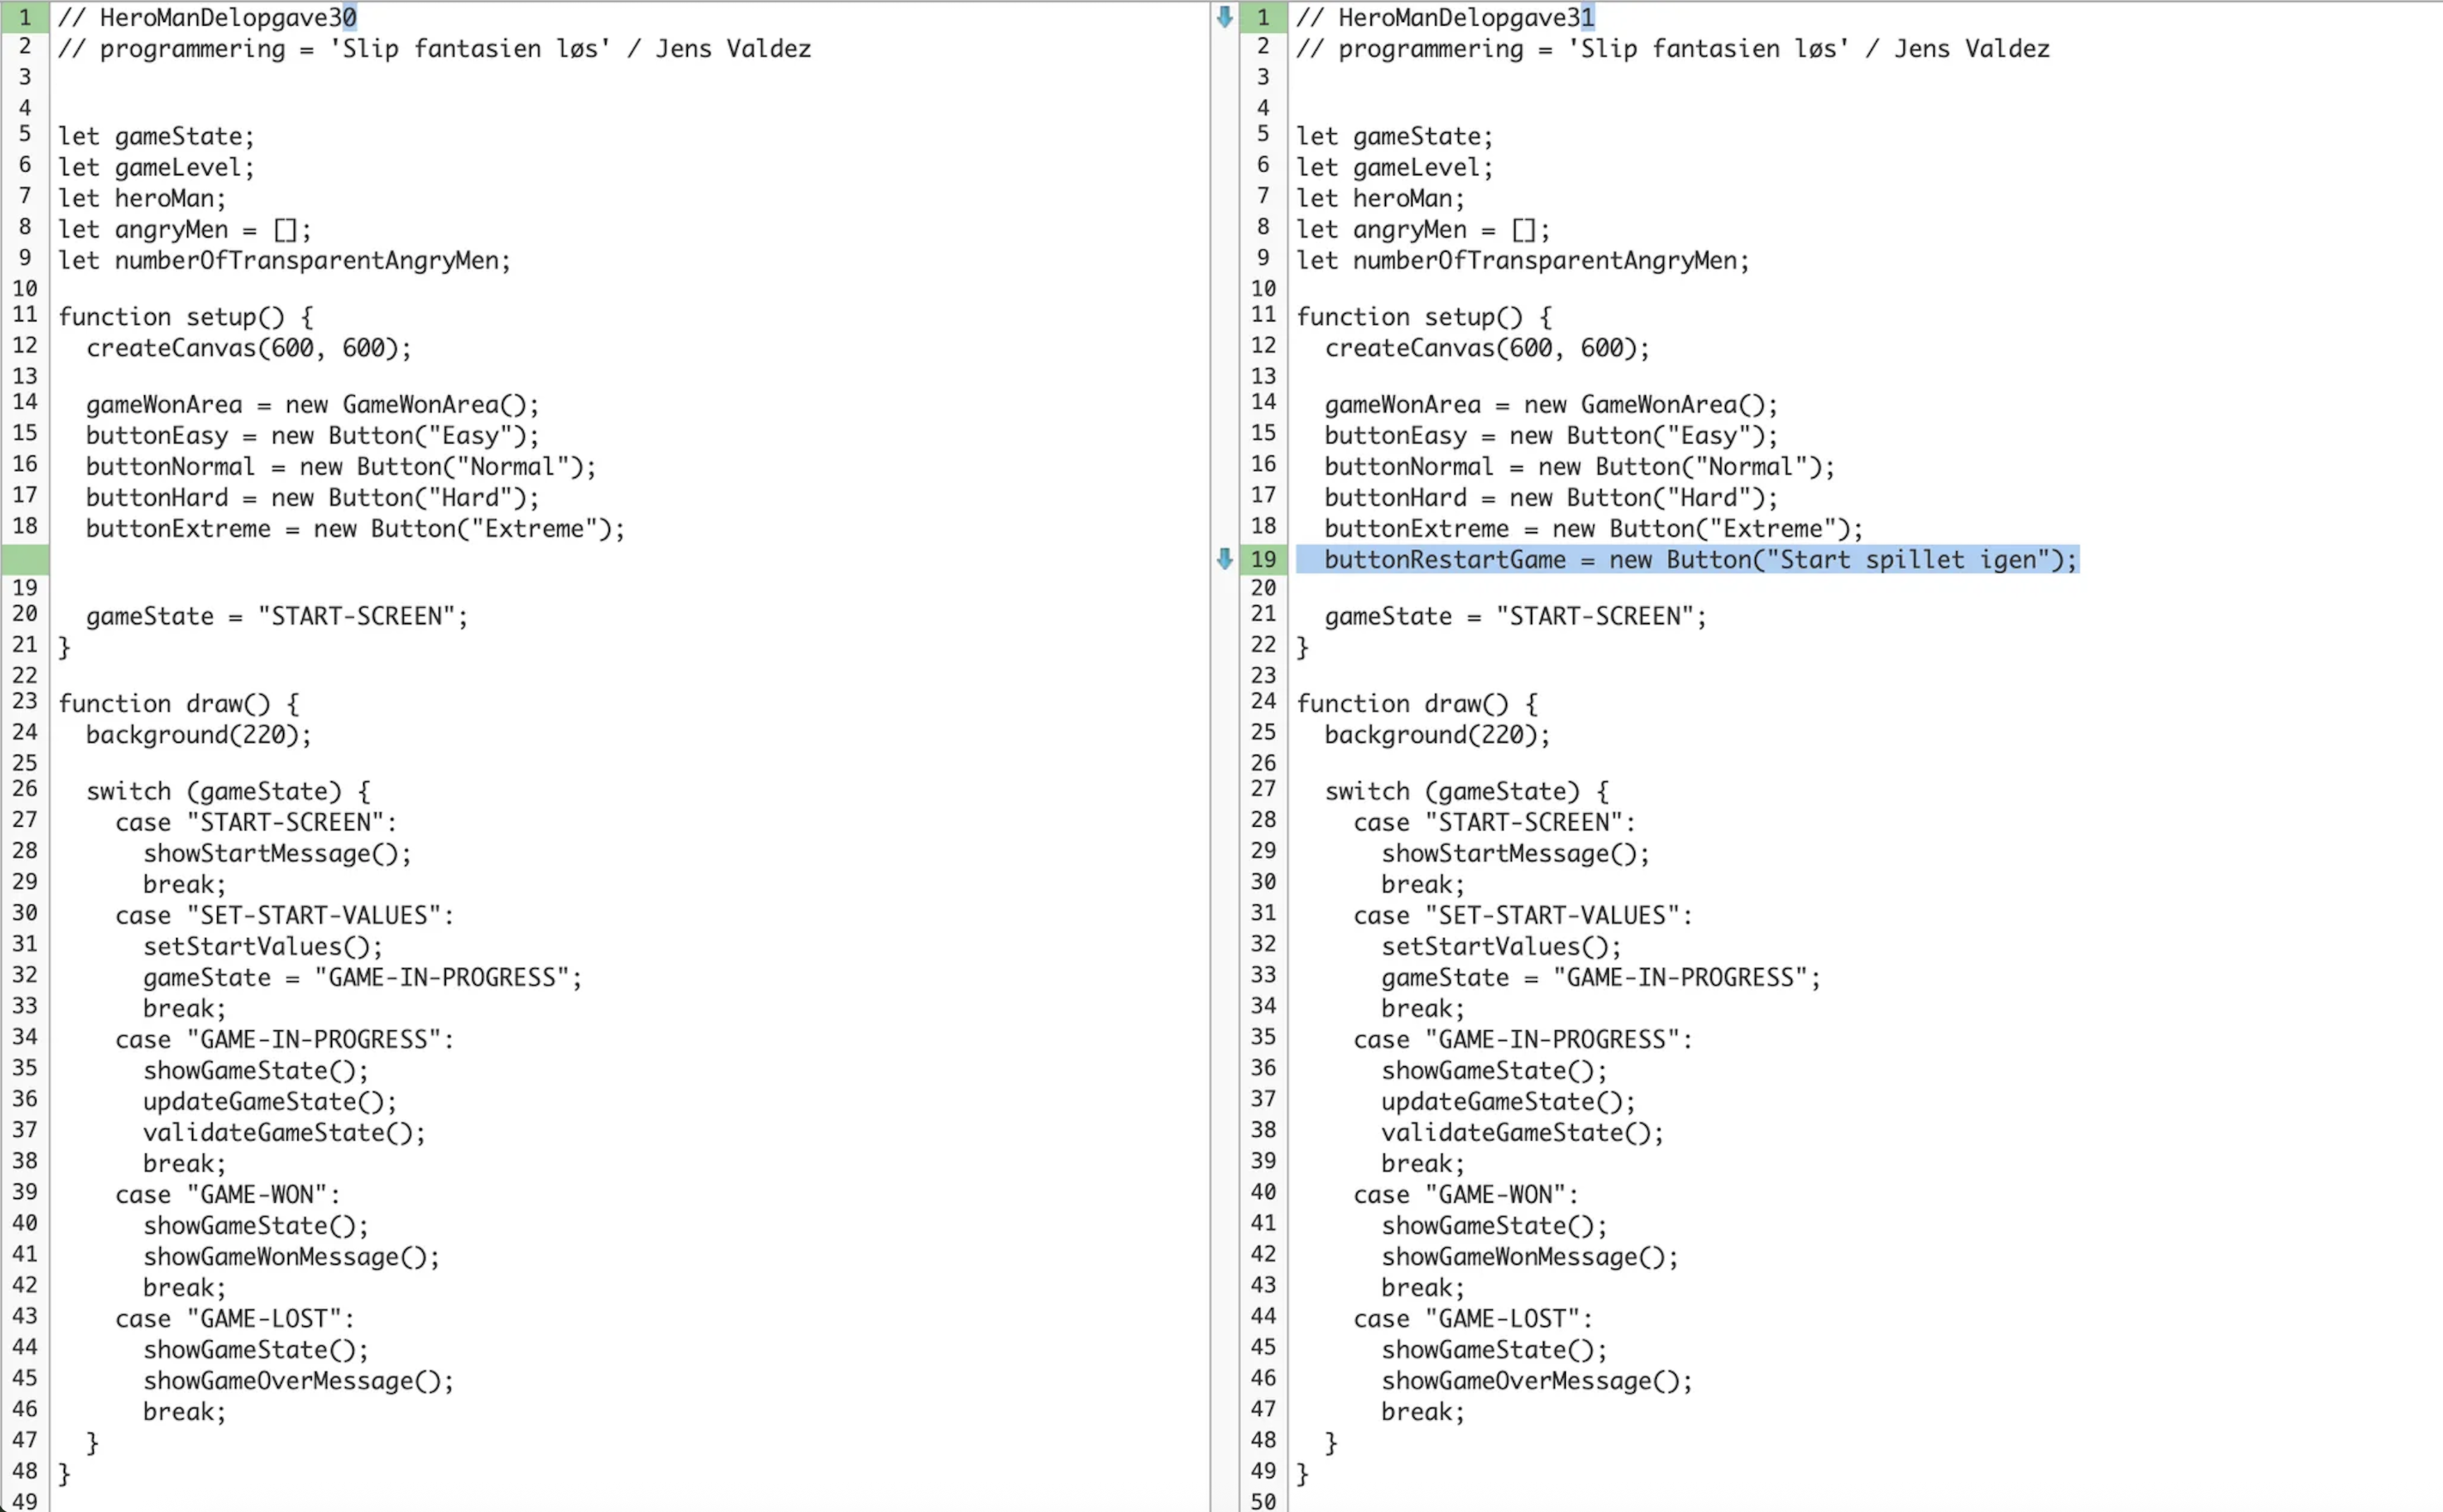 1 // HeroManDelopgave30
2 // programmering = 'Slip fantasien løs' / Jens Valdez
3
4
5 let gameState;
6 let gameLevel;
7 let heroMan;
8 let angryMen = [];
9 let numberOfTransparentAngryMen;
10
11 function setup() {
12   createCanvas(600, 600);
13
14   gameWonArea = new GameWonArea();
15   buttonEasy = new Button("Easy");
16   buttonNormal = new Button("Normal");
17   buttonHard = new Button("Hard");
18   buttonExtreme = new Button("Extreme");
19
20   gameState = "START-SCREEN";
21 }
22
23 function draw() {
24   background(220);
25
26   switch (gameState) {
27     case "START-SCREEN":
28       showStartMessage();
29       break;
30     case "SET-START-VALUES":
31       setStartValues();
32       gameState = "GAME-IN-PROGRESS";
33       break;
34     case "GAME-IN-PROGRESS":
35       showGameState();
36       updateGameState();
37       validateGameState();
38       break;
39     case "GAME-WON":
40       showGameState();
41       showGameWonMessage();
42       break;
43     case "GAME-LOST":
44       showGameState();
45       showGameOverMessage();
46       break;
47   }
48 }
49
1 // HeroManDelopgave31
2 // programmering = 'Slip fantasien løs' / Jens Valdez
3
4
5 let gameState;
6 let gameLevel;
7 let heroMan;
8 let angryMen = [];
9 let numberOfTransparentAngryMen;
10
11 function setup() {
12   createCanvas(600, 600);
13
14   gameWonArea = new GameWonArea();
15   buttonEasy = new Button("Easy");
16   buttonNormal = new Button("Normal");
17   buttonHard = new Button("Hard");
18   buttonExtreme = new Button("Extreme");
19   buttonRestartGame = new Button("Start spillet igen");
20
21   gameState = "START-SCREEN";
22 }
23
24 function draw() {
25   background(220);
26
27   switch (gameState) {
28     case "START-SCREEN":
29       showStartMessage();
30       break;
31     case "SET-START-VALUES":
32       setStartValues();
33       gameState = "GAME-IN-PROGRESS";
34       break;
35     case "GAME-IN-PROGRESS":
36       showGameState();
37       updateGameState();
38       validateGameState();
39       break;
40     case "GAME-WON":
41       showGameState();
42       showGameWonMessage();
43       break;
44     case "GAME-LOST":
45       showGameState();
46       showGameOverMessage();
47       break;
48   }
49 }
50